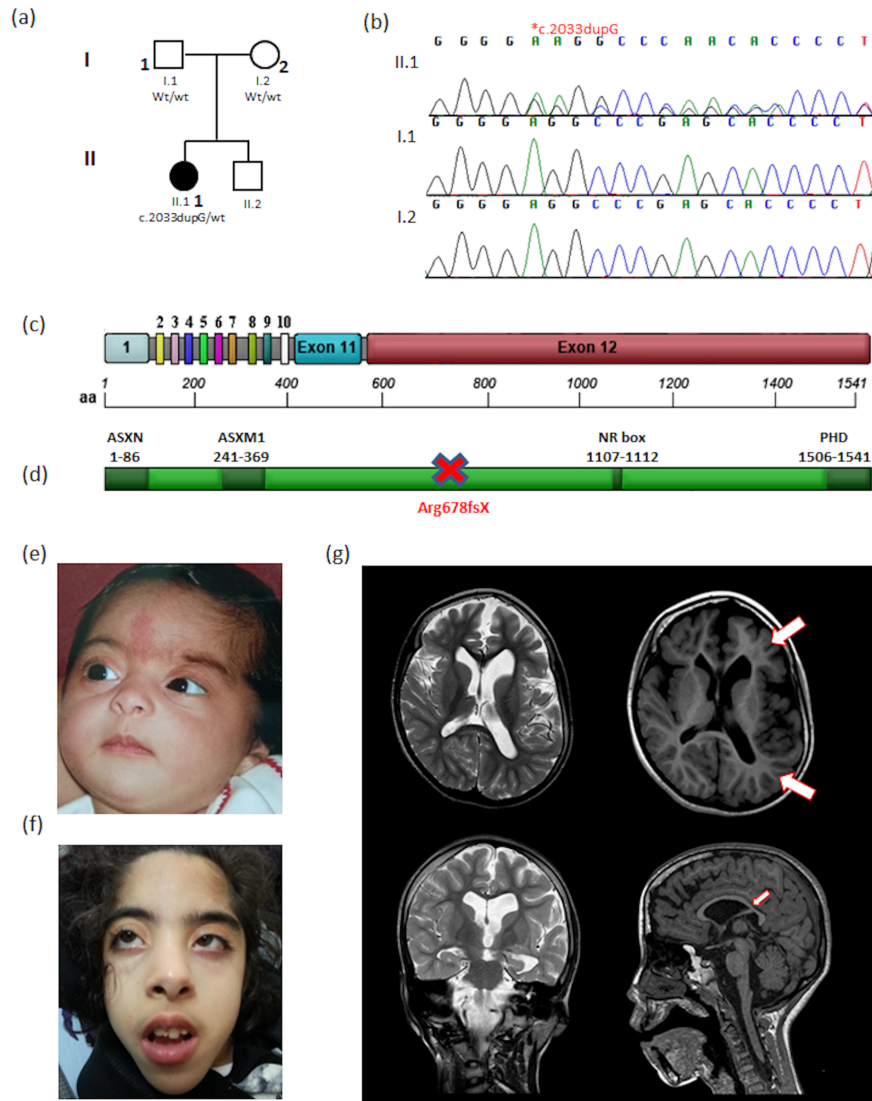 (a)
I
1
2
I.1
Wt/wt
I.2
Wt/wt
II
II.1
1
II.2
c.2033dupG/wt
(b)
*c.2033dupG
G G G G A A G G C C C A A C A C C C C T
II.1
G G G G A G G C C C G A G C A C C C C T
I.1
G G G G A G G C C C G A G C A C C C C T
I.2
(c)
2 3 4 5 6 7 8 9 10
1 Exon 11 Exon 12
1 200 400 600 800 1000 1200 1400 1541
aa
ASXN ASXM1 NR box PHD
1-86 241-369 1107-1112 1506-1541
(d)
Arg678fsX
(e)
(g)
(f)